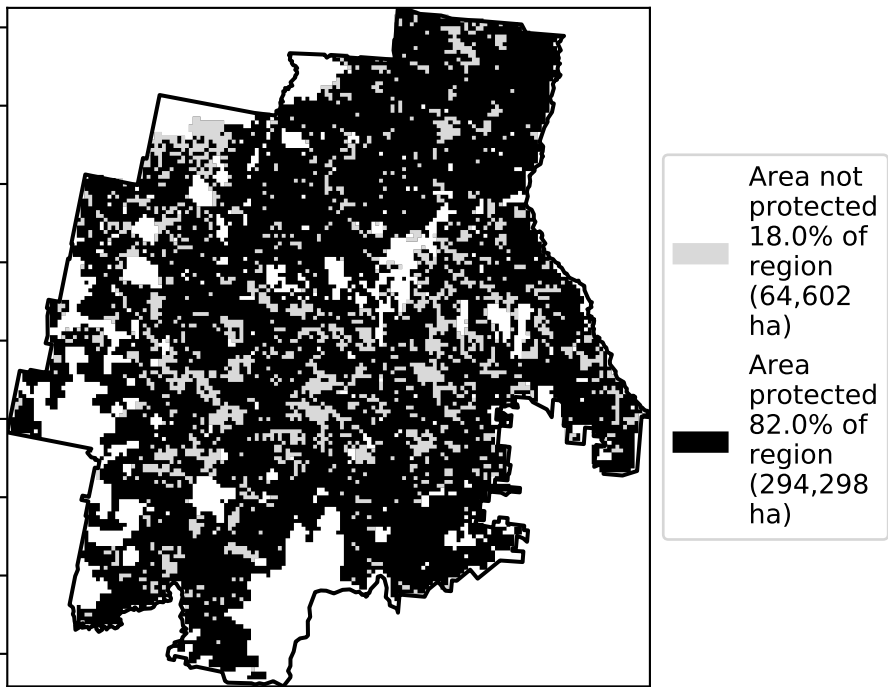 Area not
protected
18.0% of
region
(64,602
ha)
Area
protected
82.0% of
region
(294,298
ha)